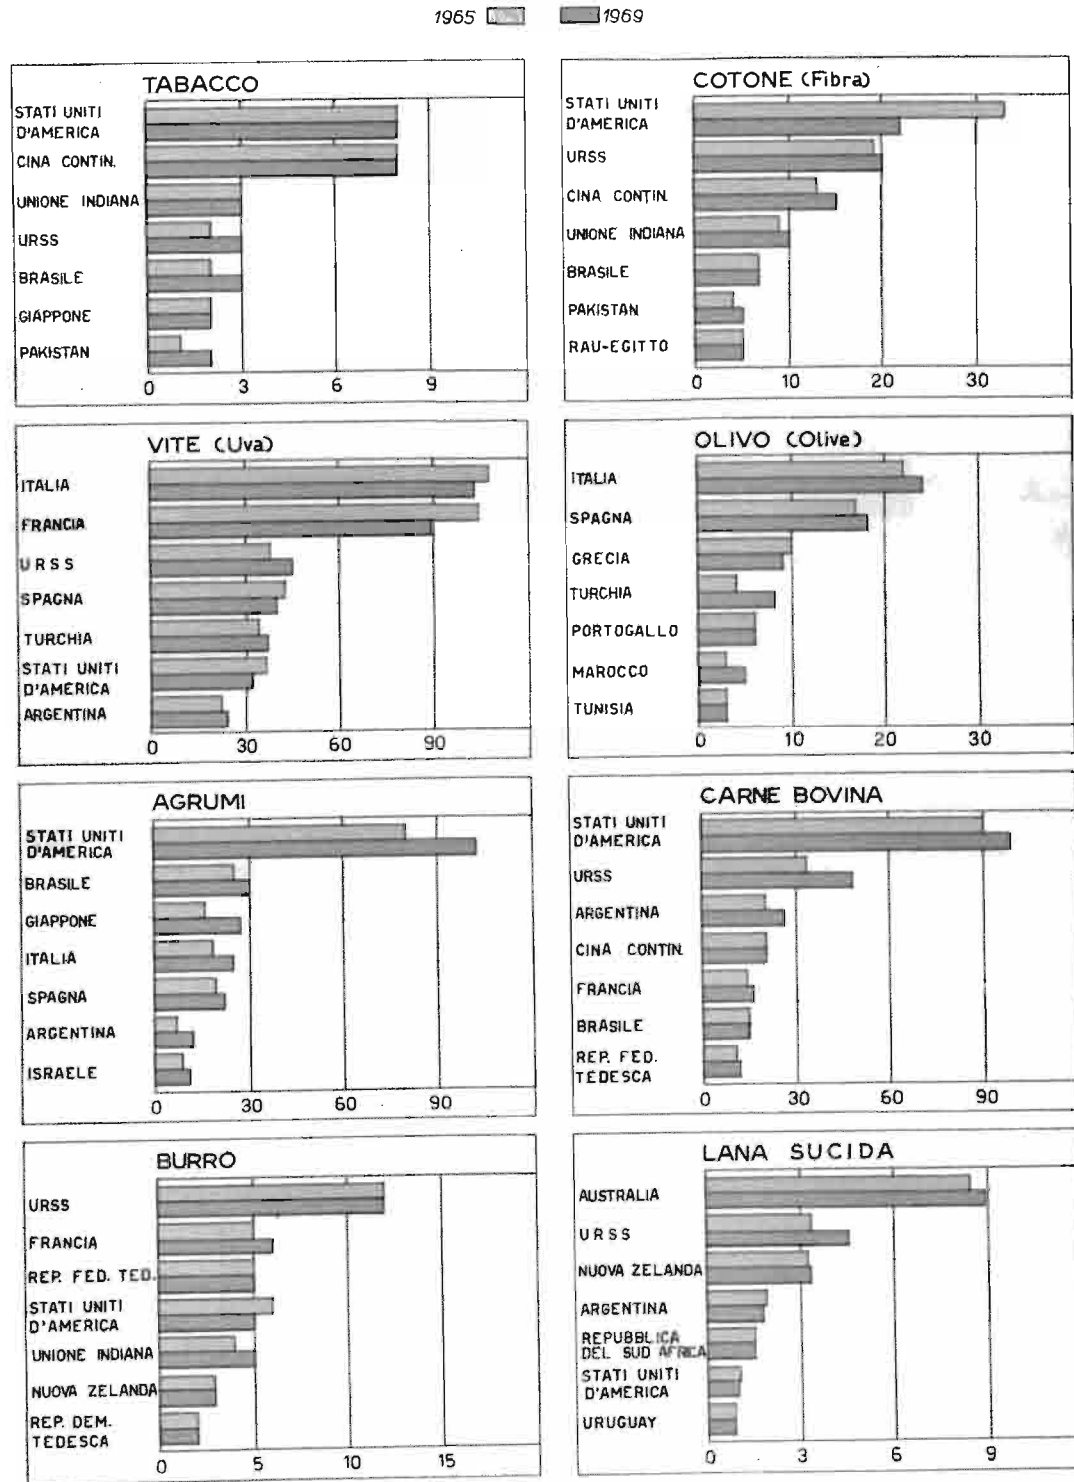 1965 1969
TABACCO
STATI UNITI
D'AMERICA
CINA CONTIN.
UNIONE INDIANA
URSS
BRASILE
GIAPPONE
PAKISTAN
0 3 6 9
COTONE (Fibra)
STATI UNITI
D'AMERICA
URSS
CINA CONTIN.
UNIONE INDIANA
BRASILE
PAKISTAN
RAU-EGITTO
0 10 20 30
VITE (Uva)
ITALIA
FRANCIA
URSS
SPAGNA
TURCHIA
STATI UNITI
D'AMERICA
ARGENTINA
0 30 60 90
OLIVO (Olive)
ITALIA
SPAGNA
GRECIA
TURCHIA
PORTOGALLO
MAROCCO
TUNISIA
0 10 20 30
AGRUMI
STATI UNITI
D'AMERICA
BRASILE
GIAPPONE
ITALIA
SPAGNA
ARGENTINA
ISRAELE
0 30 60 90
CARNE BOVINA
STATI UNITI
D'AMERICA
URSS
ARGENTINA
CINA CONTIN.
FRANCIA
BRASILE
REP. FED.
TEDESCA
0 30 60 90
BURRO
URSS
FRANCIA
REP. FED. TED.
STATI UNITI
D'AMERICA
UNIONE INDIANA
NUOVA ZELANDA
REP. DEM.
TEDESCA
0 5 10 15
LANA SUCIDA
AUSTRALIA
URSS
NUOVA ZELANDA
ARGENTINA
REPUBBLICA
DEL SUD AFRICA
STATI UNITI
D'AMERICA
URUGUAY
0 3 6 9